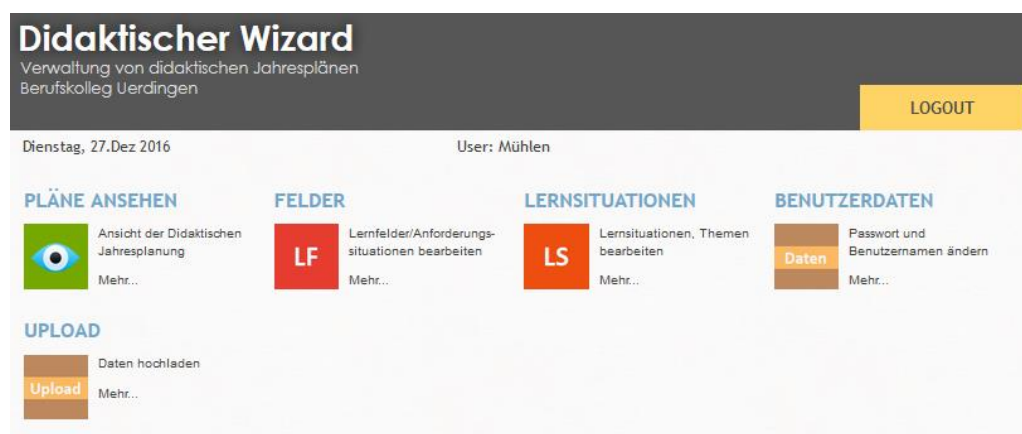 Didaktischer Wizard
Verwaltung von didaktischen Jahresplänen
Berufskolleg Uerdingen
LOGOUT
Dienstag, 27.Dez 2016
User: Mühlen
PLÄNE ANSEHEN
Ansicht der Didaktischen
Jahresplanung
Mehr...
FELDER
LF
Lernfelder/Anforderungs-
situationen bearbeiten
Mehr...
LERNSITUATIONEN
LS
Lernsituationen, Themen
bearbeiten
Mehr...
BENUTZERDATEN
Daten
Passwort und
Benutzernamen ändern
Mehr...
UPLOAD
Upload
Daten hochladen
Mehr...